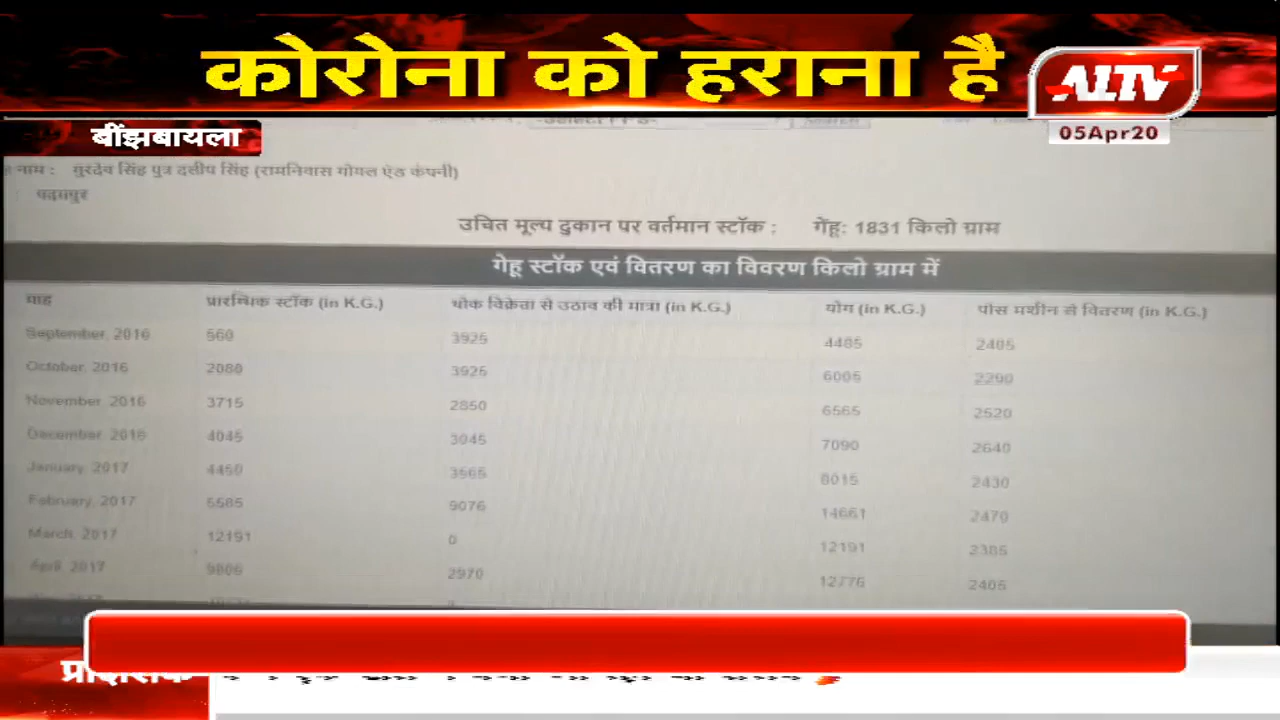 कोरोना को हराना है
ALTV
05Apr20
बींझबायला
नाम : गुरदेव सिंह पुत्र दलीप सिंह (रामनिवास गोयल ऐंड कंपनी)
पदमपुर
उचित मूल्य दुकान पर वर्तमान स्टॉक : गेंहू: 1831 किलो ग्राम
गेहू स्टॉक एवं वितरण का विवरण किलो ग्राम में
माह प्रारम्भिक स्टॉक (in K.G.) थोक विक्रेता से उठाव की मात्रा (in K.G.) योग (in K.G.) पोस मशीन से वितरण (in K.G.)
September, 2016 560 3925 4485 2405
October, 2016 2080 3925 6005 2290
November, 2016 3715 2850 6565 2520
December, 2016 4045 3045 7090 2640
January, 2017 4450 3565 8015 2430
February, 2017 5585 9076 14661 2470
March, 2017 12191 0 12191 2385
April, 2017 9806 2970 12776 2405